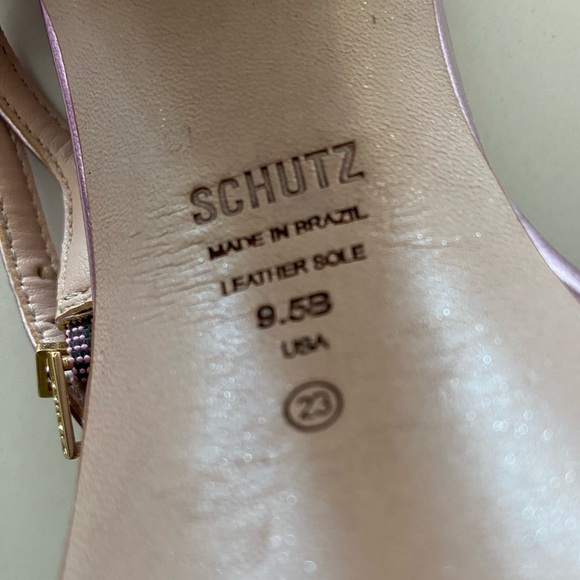 SCHUTZ
MADE IN BRAZIL
LEATHER SOLE
9.5B
USA
23